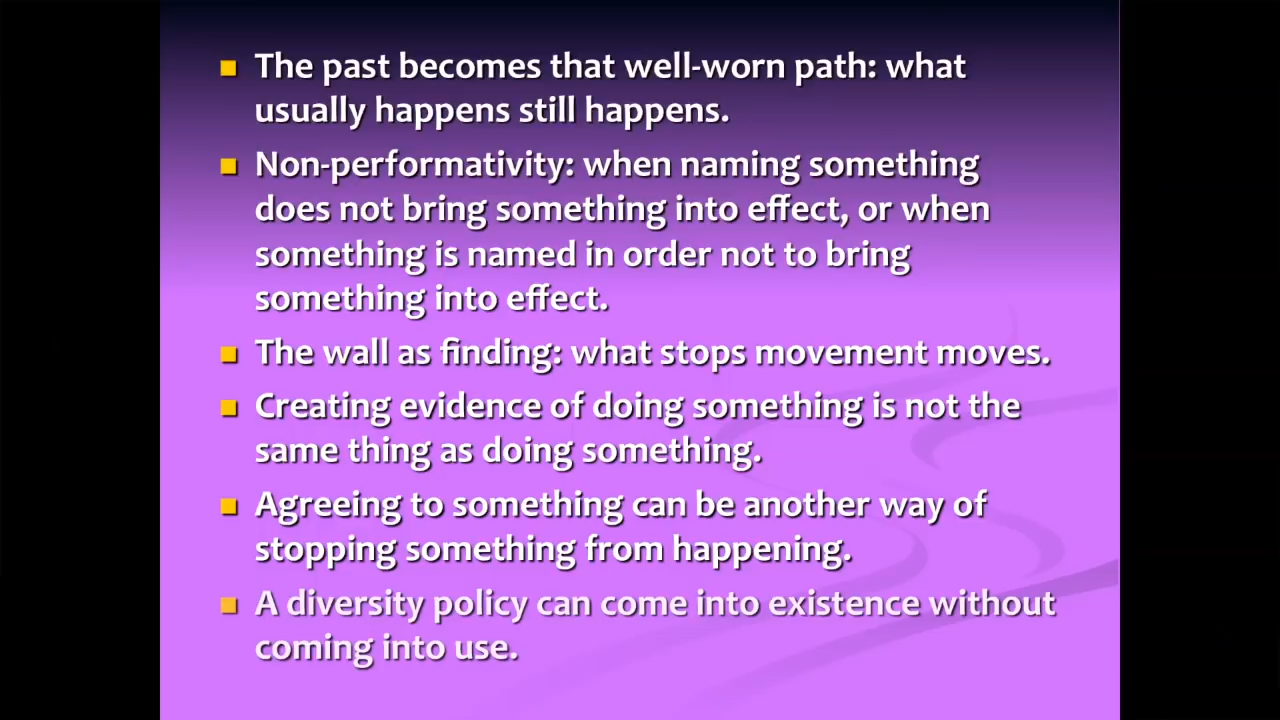 The past becomes that well-worn path: what
usually happens still happens.
Non-performativity: when naming something
does not bring something into effect, or when
something is named in order not to bring
something into effect.
The wall as finding: what stops movement moves.
Creating evidence of doing something is not the
same thing as doing something.
Agreeing to something can be another way of
stopping something from happening.
A diversity policy can come into existence without
coming into use.